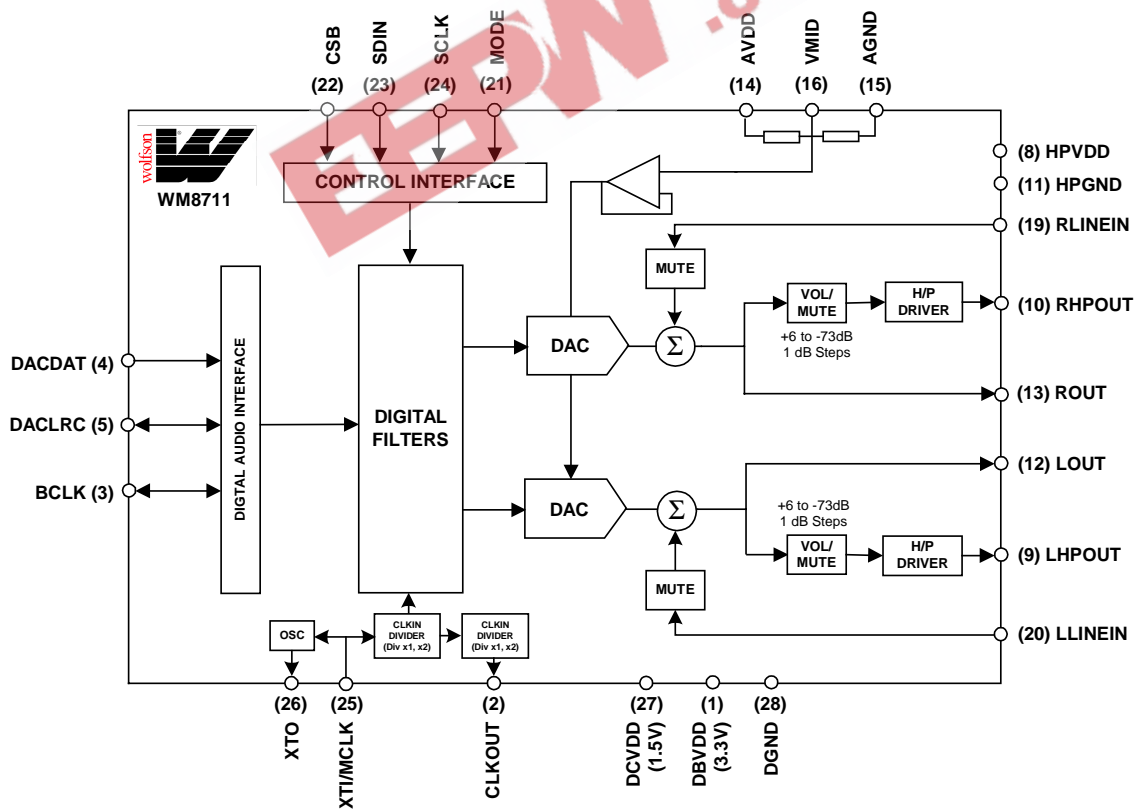 CSB
SDIN
SCLK
MODE
AVDD
VMID
AGND
(22)
(23)
(24)
(21)
(14)
(16)
(15)
EEPW
wolfson
®
WM8711
CONTROL INTERFACE
(8) HPVDD
(11) HPGND
(19) RLINEIN
MUTE
VOL/
MUTE
H/P
DRIVER
(10) RHPOUT
+6 to -73dB
1 dB Steps
DAC
Σ
DACDAT (4)
DACLRC (5)
BCLK (3)
DIGTAL AUDIO INTERFACE
DIGITAL
FILTERS
(13) ROUT
(12) LOUT
DAC
Σ
+6 to -73dB
1 dB Steps
VOL/
MUTE
H/P
DRIVER
(9) LHPOUT
MUTE
(20) LLINEIN
OSC
CLKIN
DIVIDER
(Div x1, x2)
CLKIN
DIVIDER
(Div x1, x2)
(26)
(25)
(2)
(27)
(1)
(28)
XTO
XTI/MCLK
CLKOUT
DCVDD
(1.5V)
DBVDD
(3.3V)
DGND